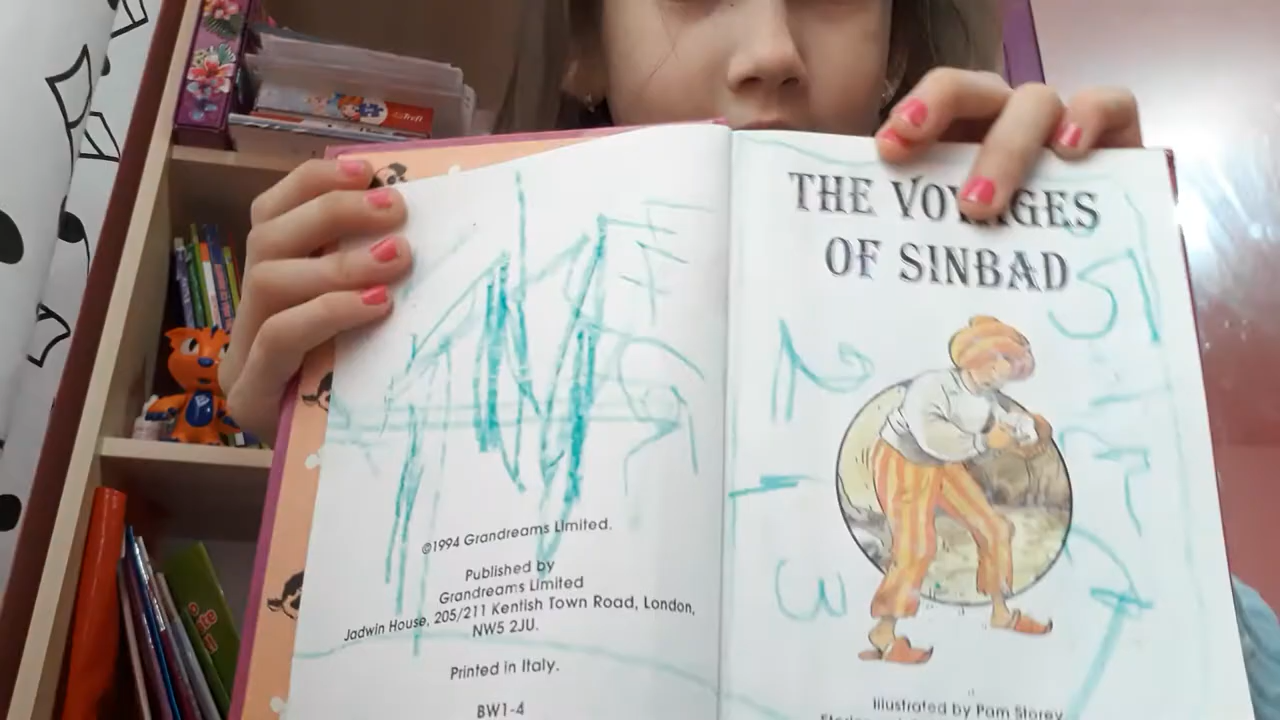 ©1994 Grandreams Limited.
Published by
Grandreams Limited
Jadwin House, 205/211 Kentish Town Road, London,
NW5 2JU.
Printed in Italy.
BW1-4
THE VOYAGES
OF SINBAD
Illustrated by Pam Storey
Trefl